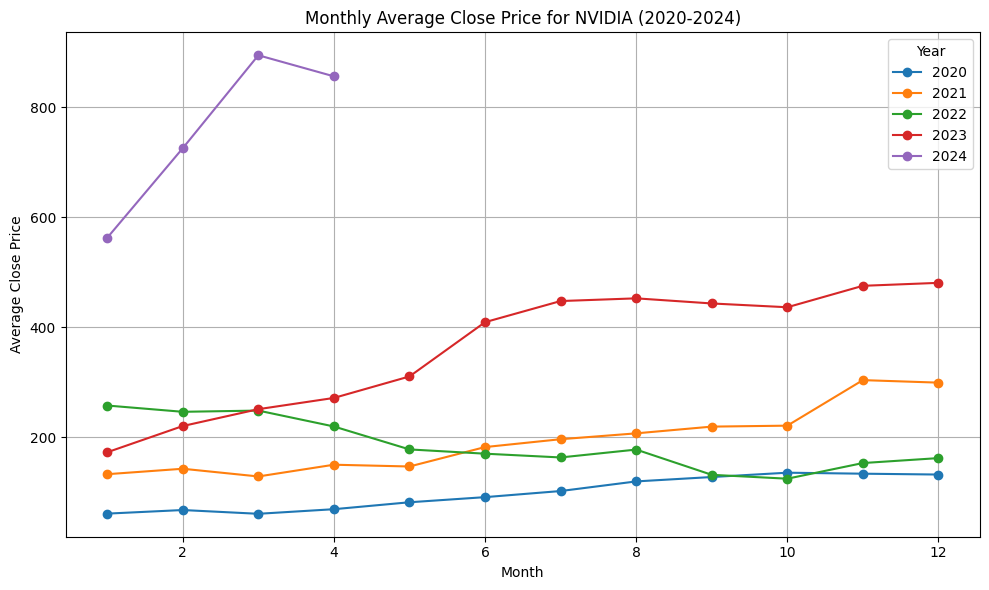 Monthly Average Close Price for NVIDIA (2020-2024)
Year
2020
2021
2022
2023
2024
Average Close Price
800
600
400
200
2 4 6 8 10 12
Month